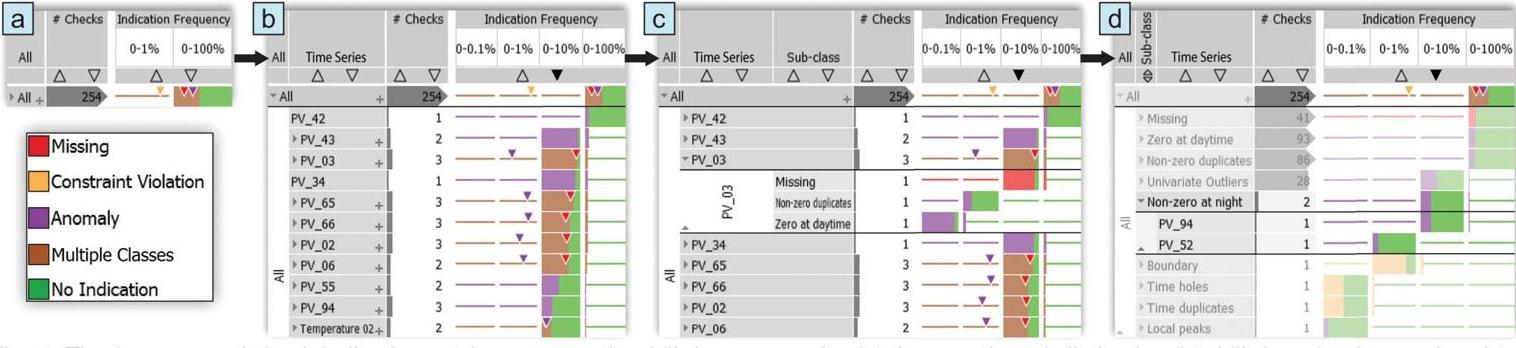 a
# Checks
Indication Frequency
All
0-1%
0-100%
All
254
Missing
Constraint Violation
Anomaly
Multiple Classes
No Indication
b
# Checks
Indication Frequency
All
Time Series
0-0.1%
0-1%
0-10%
0-100%
All
254
All
PV_42 1
PV_43 2
PV_03 3
PV_34 1
PV_65 3
PV_66 3
PV_02 3
PV_06 2
PV_55 2
PV_94 3
Temperature 02 2
c
# Checks
Indication Frequency
All
Time Series
Sub-class
0-0.1%
0-1%
0-10%
0-100%
All
254
All
PV_42 1
PV_43 2
PV_03 3
PV_03
Missing 1
Non-zero duplicates 1
Zero at daytime 1
PV_34 1
PV_65 3
PV_66 3
PV_02 3
PV_06 2
d
# Checks
Indication Frequency
All
Sub-class
Time Series
0-0.1%
0-1%
0-10%
0-100%
All
254
All
Missing 41
Zero at daytime 93
Non-zero duplicates 86
Univariate Outliers 28
Non-zero at night 2
PV_94 1
PV_52 1
Boundary 1
Time holes 1
Time duplicates 1
Local peaks 1